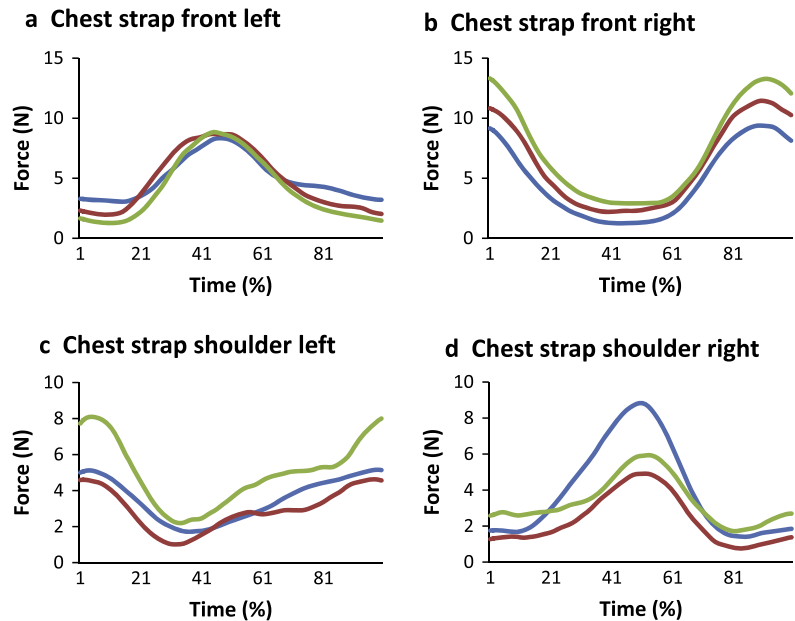 a Chest strap front left
15
10
5
0
Force (N)
1 21 41 61 81
Time (%)
b Chest strap front right
15
10
5
0
Force (N)
1 21 41 61 81
Time (%)
c Chest strap shoulder left
10
8
6
4
2
0
Force (N)
1 21 41 61 81
Time (%)
d Chest strap shoulder right
10
8
6
4
2
0
Force (N)
1 21 41 61 81
Time (%)